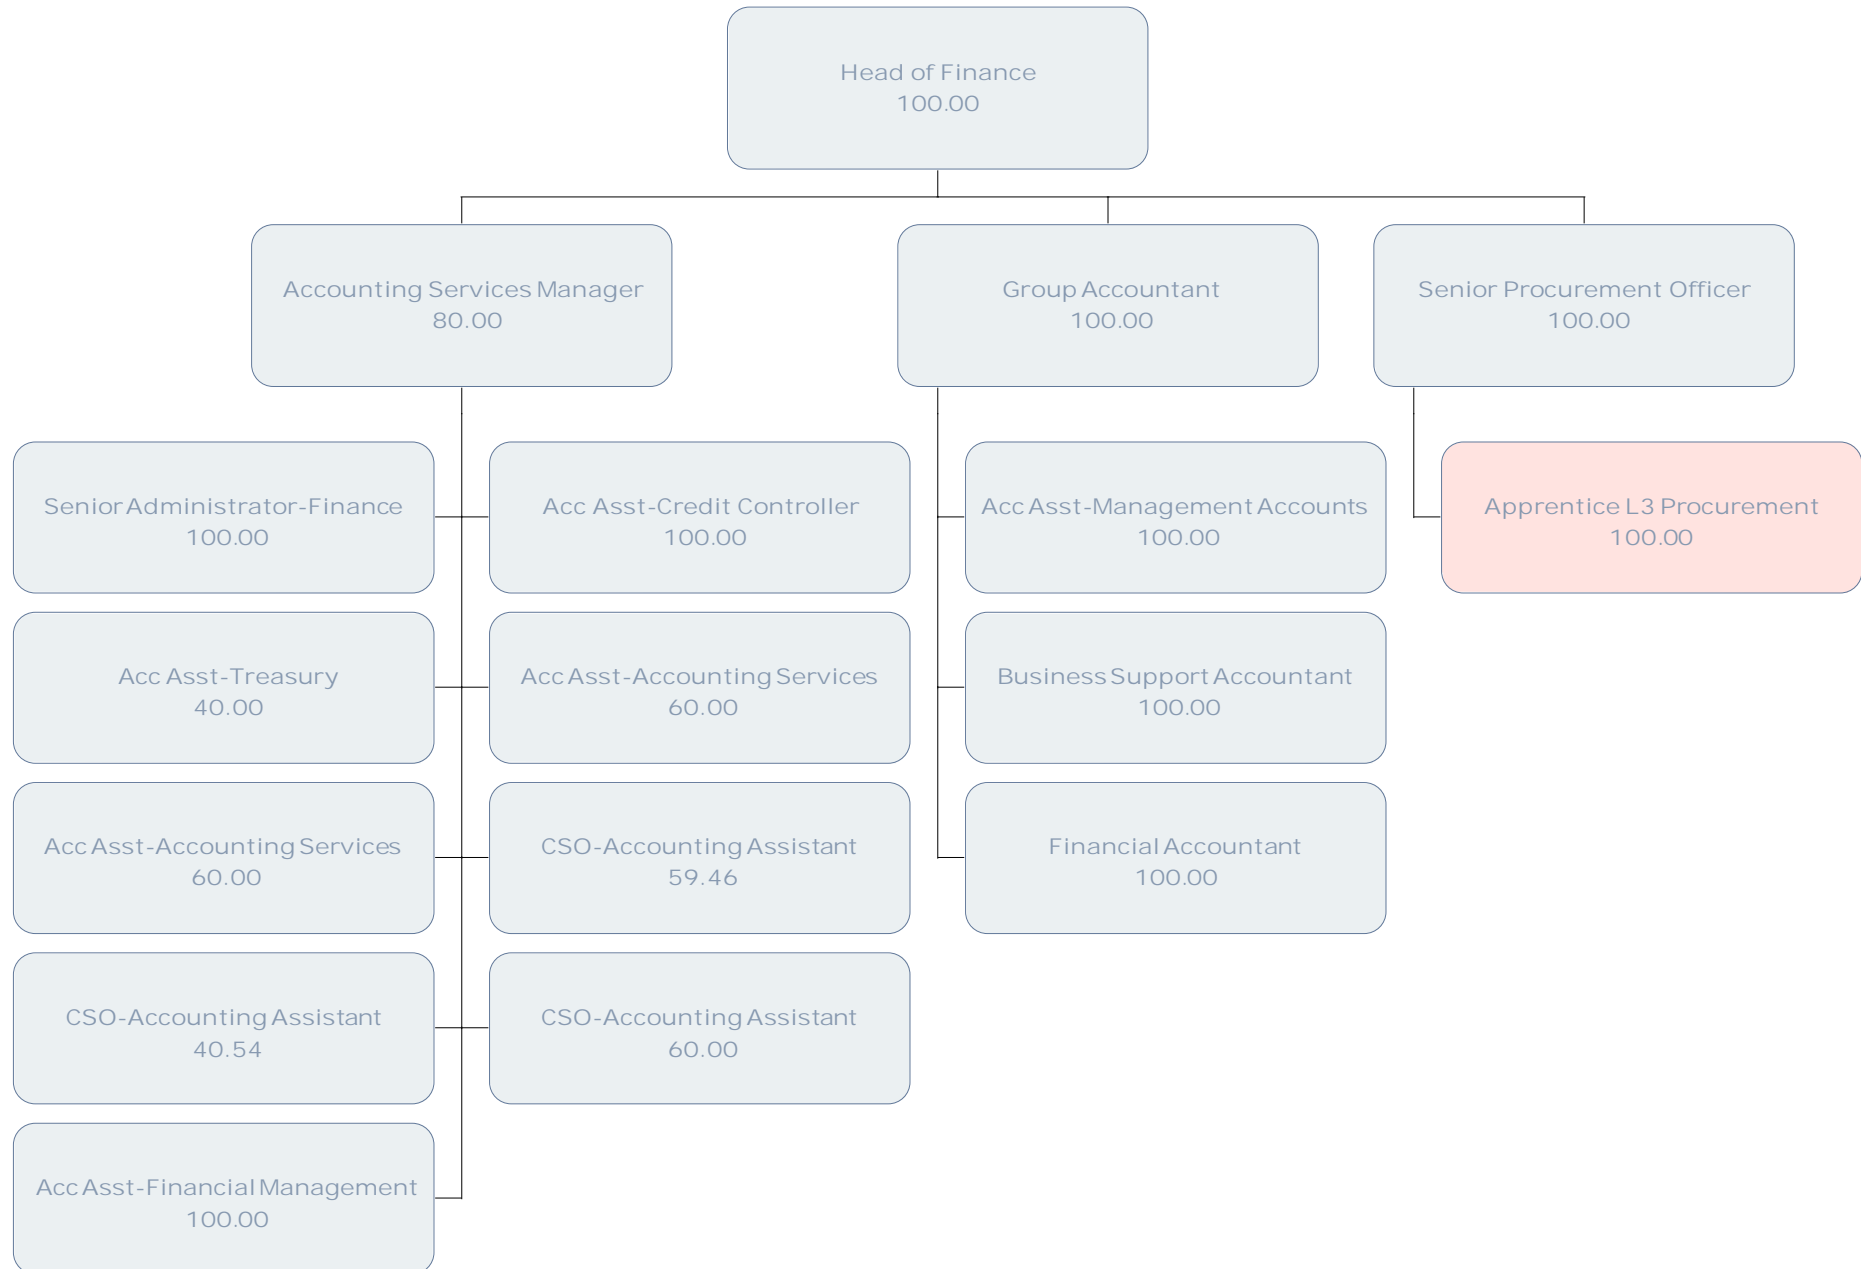 Head of Finance
100.00
Accounting Services Manager
80.00
Group Accountant
100.00
Senior Procurement Officer
100.00
Senior Administrator-Finance
100.00
Acc Asst-Credit Controller
100.00
Acc Asst-Management Accounts
100.00
Apprentice L3 Procurement
100.00
Acc Asst-Treasury
40.00
Acc Asst-Accounting Services
60.00
Business Support Accountant
100.00
Acc Asst-Accounting Services
60.00
CSO-Accounting Assistant
59.46
Financial Accountant
100.00
CSO-Accounting Assistant
40.54
CSO-Accounting Assistant
60.00
Acc Asst-Financial Management
100.00